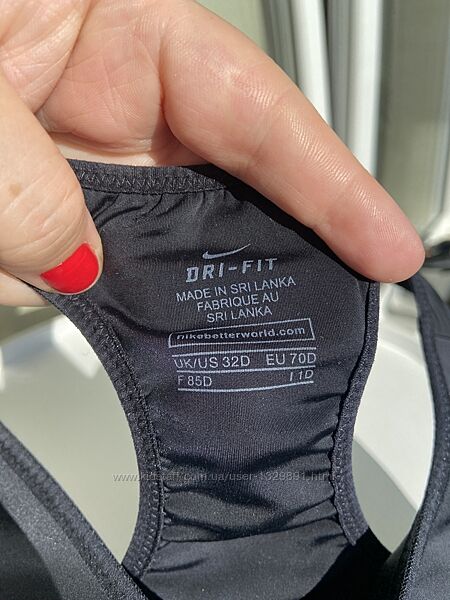 DRI-FIT
MADE IN SRI LANKA
FABRIQUE AU
SRI LANKA
nikebetterworld.com
UK/US 32D EU 70D
F 85D I 1D